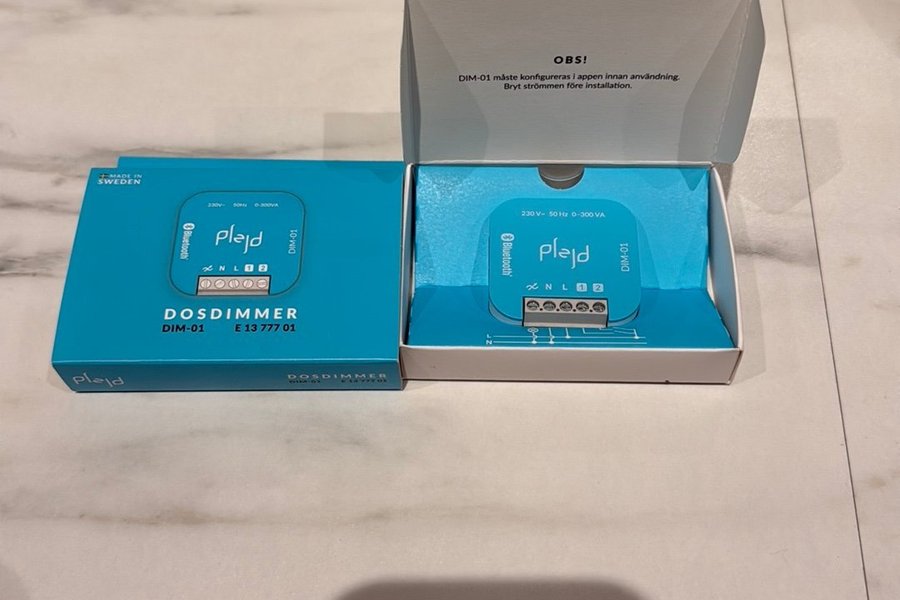 MADE IN
SWEDEN
230V~ 50Hz 0-300VA
Bluetooth
plejd
DIM-01
N L 1 2
DOSDIMMER
DIM-01 E 13 777 01
plejd
DOSDIMMER
DIM-01 E 13 777 01
OBS!
DIM-01 måste konfigureras i appen innan användning.
Bryt strömmen före installation.
230 V~ 50 Hz 0-300 VA
Bluetooth
plejd
DIM-01
N L 1 2
L
N